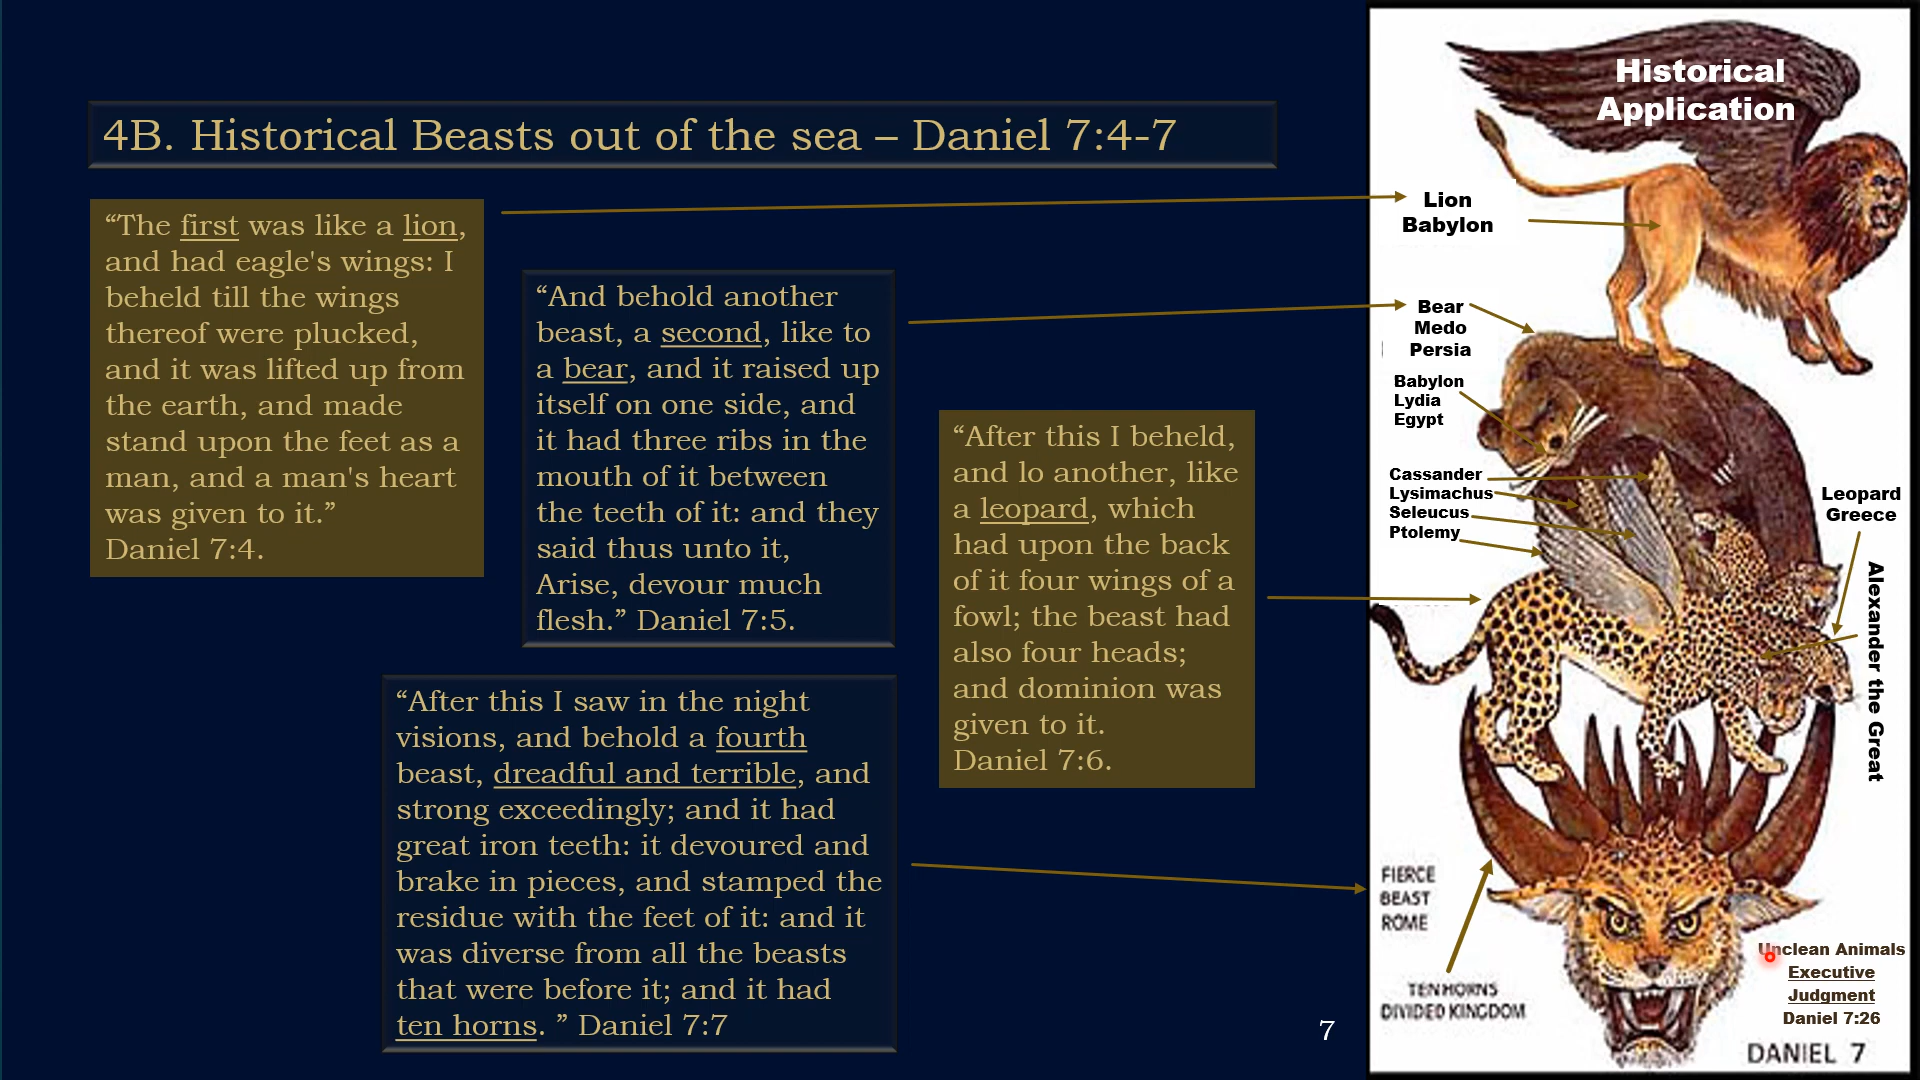 4B. Historical Beasts out of the sea – Daniel 7:4-7
“The first was like a lion,
and had eagle's wings: I
beheld till the wings
thereof were plucked,
and it was lifted up from
the earth, and made
stand upon the feet as a
man, and a man's heart
was given to it.”
Daniel 7:4.
“And behold another
beast, a second, like to
a bear, and it raised up
itself on one side, and
it had three ribs in the
mouth of it between
the teeth of it: and they
said thus unto it,
Arise, devour much
flesh.” Daniel 7:5.
“After this I beheld,
and lo another, like
a leopard, which
had upon the back
of it four wings of a
fowl; the beast had
also four heads;
and dominion was
given to it.
Daniel 7:6.
“After this I saw in the night
visions, and behold a fourth
beast, dreadful and terrible, and
strong exceedingly; and it had
great iron teeth: it devoured and
brake in pieces, and stamped the
residue with the feet of it: and it
was diverse from all the beasts
that were before it; and it had
ten horns. ” Daniel 7:7
7
Historical
Application
Lion
Babylon
Bear
Medo
Persia
Babylon
Lydia
Egypt
Cassander
Lysimachus
Seleucus
Ptolemy
Leopard
Greece
Alexander the Great
FIERCE
BEAST
ROME
TEN HORNS
DIVIDED KINGDOM
Unclean Animals
Executive
Judgment
Daniel 7:26
DANIEL 7